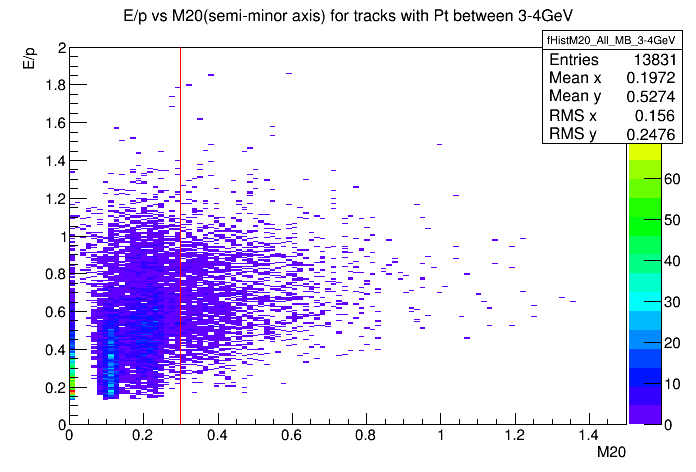 E/p vs M20(semi-minor axis) for tracks with Pt between 3-4GeV
fHistM20_All_MB_3-4GeV
Entries 13831
Mean x 0.1972
Mean y 0.5274
RMS x 0.156
RMS y 0.2476
E/p
2
1.8
1.6
1.4
1.2
1
0.8
0.6
0.4
0.2
0
0 0.2 0.4 0.6 0.8 1 1.2 1.4
M20
60
50
40
30
20
10
0